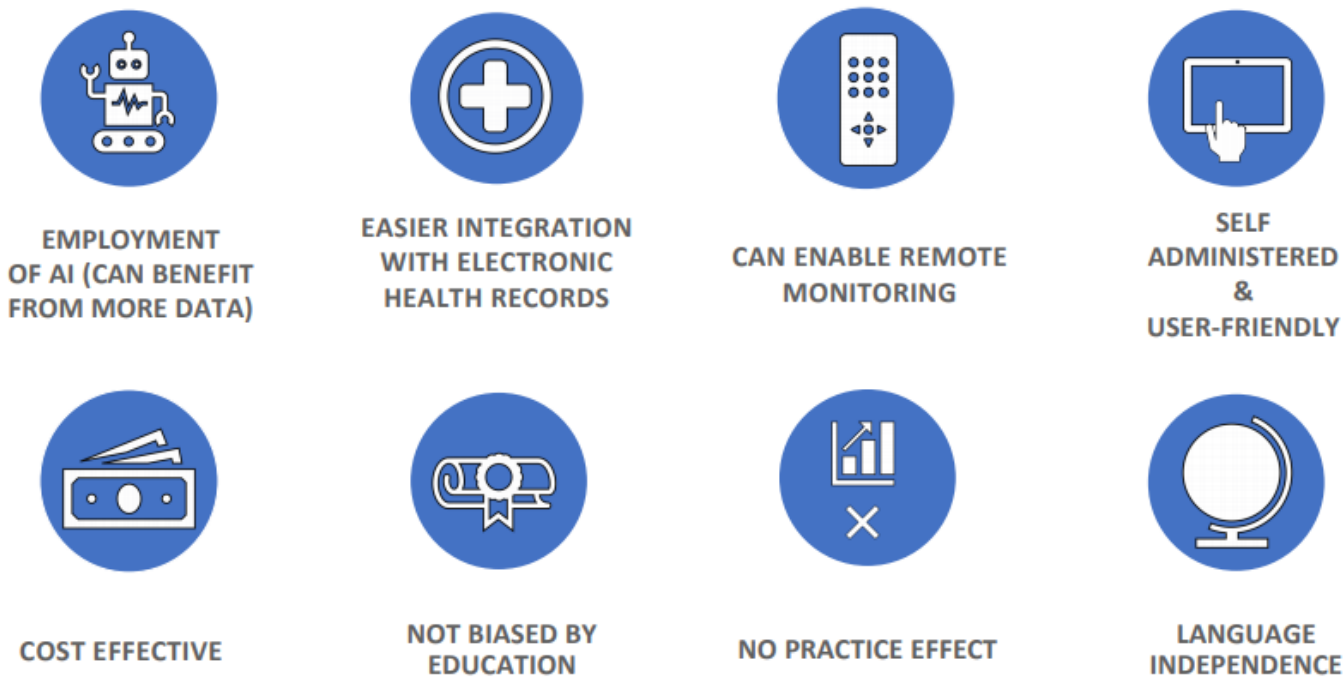 EMPLOYMENT
OF AI (CAN BENEFIT
FROM MORE DATA)
EASIER INTEGRATION
WITH ELECTRONIC
HEALTH RECORDS
CAN ENABLE REMOTE
MONITORING
SELF
ADMINISTERED
&
USER-FRIENDLY
COST EFFECTIVE
NOT BIASED BY
EDUCATION
NO PRACTICE EFFECT
LANGUAGE
INDEPENDENCE